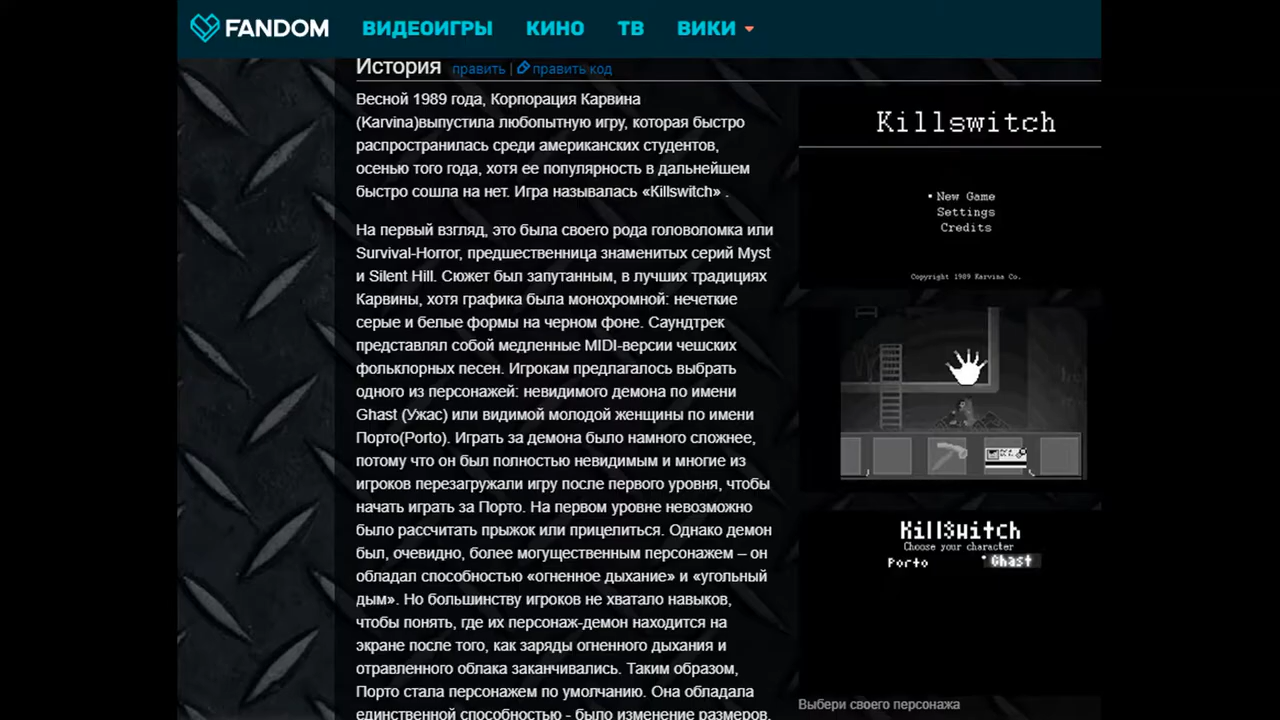 FANDOM ВИДЕОИГРЫ КИНО ТВ ВИКИ
История править | править код
Весной 1989 года, Корпорация Карвина
(Karvina)выпустила любопытную игру, которая быстро
распространилась среди американских студентов,
осенью того года, хотя ее популярность в дальнейшем
быстро сошла на нет. Игра называлась «Killswitch» .
На первый взгляд, это была своего рода головоломка или
Survival-Horror, предшественница знаменитых серий Myst
и Silent Hill. Сюжет был запутанным, в лучших традициях
Карвины, хотя графика была монохромной: нечеткие
серые и белые формы на черном фоне. Саундтрек
представлял собой медленные MIDI-версии чешских
фольклорных песен. Игрокам предлагалось выбрать
одного из персонажей: невидимого демона по имени
Ghast (Ужас) или видимой молодой женщины по имени
Порто(Porto). Играть за демона было намного сложнее,
потому что он был полностью невидимым и многие из
игроков перезагружали игру после первого уровня, чтобы
начать играть за Порто. На первом уровне невозможно
было рассчитать прыжок или прицелиться. Однако демон
был, очевидно, более могущественным персонажем – он
обладал способностью «огненное дыхание» и «угольный
дым». Но большинству игроков не хватало навыков,
чтобы понять, где их персонаж-демон находится на
экране после того, как заряды огненного дыхания и
отравленного облака заканчивались. Таким образом,
Порто стала персонажем по умолчанию. Она обладала
единственной способностью - было изменение размеров.
Killswitch
New Game
Settings
Credits
Copyright 1989 Karvina Co.
KillSwitch
Choose your character
Porto Ghast
Выбери своего персонажа